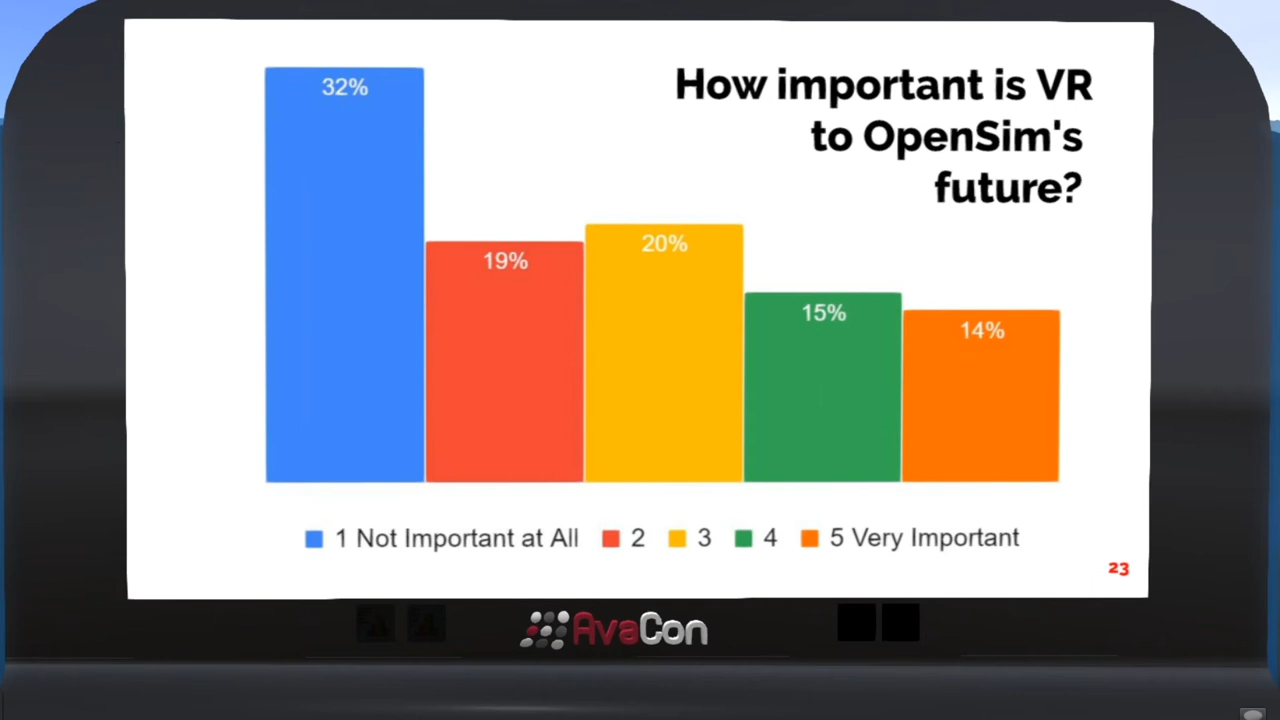 How important is VR
to OpenSim's
future?
32%
19%
20%
15%
14%
1 Not Important at All 2 3 4 5 Very Important
23
AvaCon